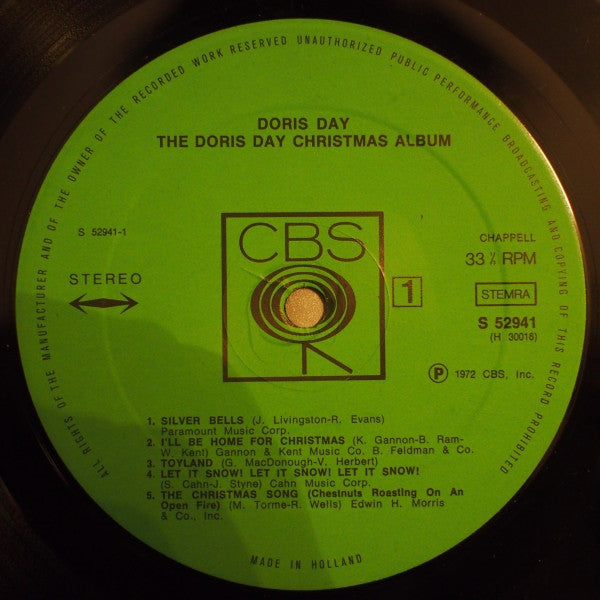 ALL RIGHTS OF THE MANUFACTURER AND OF THE OWNER OF THE RECORDED WORK RESERVED UNAUTHORIZED PUBLIC PERFORMANCE BROADCASTING AND COPYING OF THIS RECORD PROHIBITED
DORIS DAY
THE DORIS DAY CHRISTMAS ALBUM
S 52941-1
STEREO
CBS
1
CHAPPELL
33⅓ RPM
STEMRA
S 52941
(H 30016)
Ⓟ 1972 CBS, Inc.
1. SILVER BELLS (J. Livingston-R. Evans)
Paramount Music Corp.
2. I'LL BE HOME FOR CHRISTMAS (K. Gannon-B. Ram-
W. Kent) Gannon & Kent Music Co. B. Feldman & Co.
3. TOYLAND (G. MacDonough-V. Herbert)
4. LET IT SNOW! LET IT SNOW! LET IT SNOW!
(S. Cahn-J. Styne) Cahn Music Corp.
5. THE CHRISTMAS SONG (Chestnuts Roasting On An
Open Fire) (M. Torme-R. Wells) Edwin H. Morris
& Co., Inc.
MADE IN HOLLAND